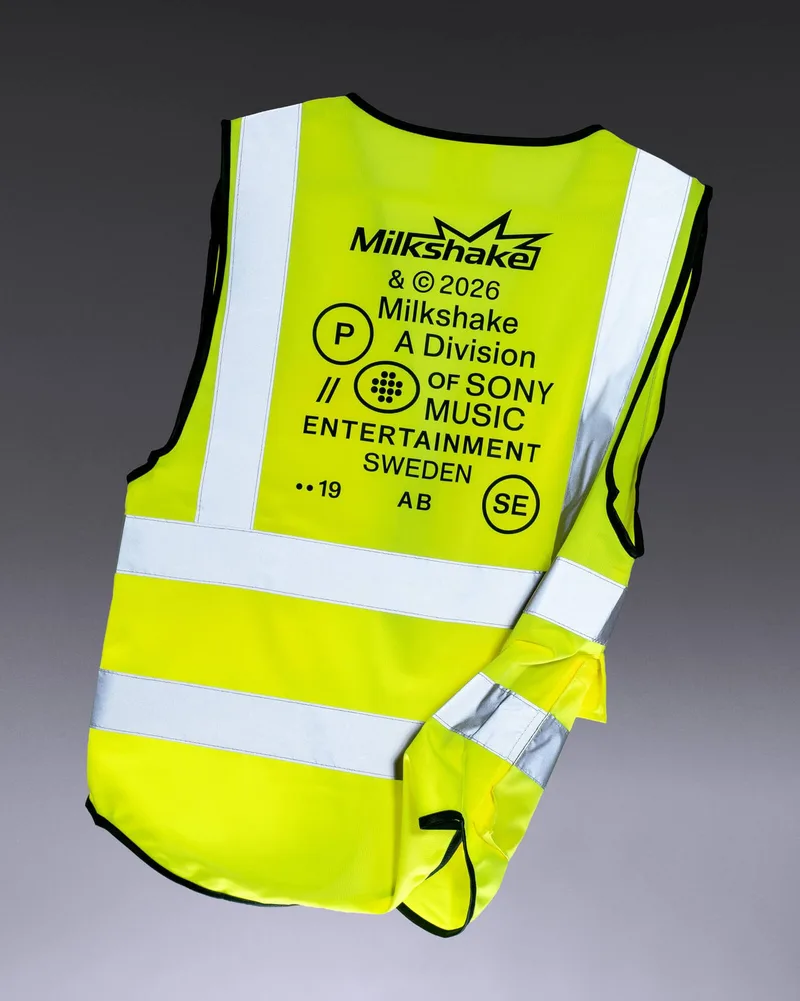 Milkshake
& © 2026
Milkshake
P A Division
// OF SONY
MUSIC
ENTERTAINMENT
SWEDEN
••19 AB SE